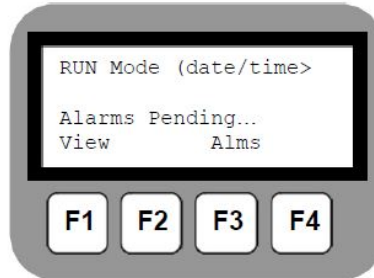 RUN Mode (date/time>
Alarms Pending…
View Alms
F1 F2 F3 F4